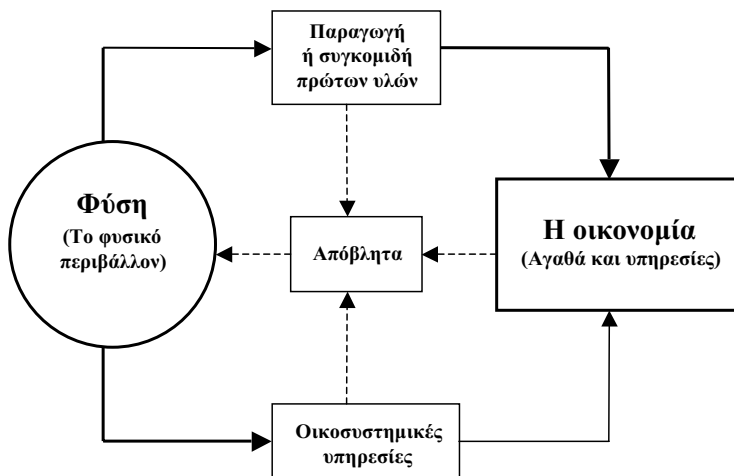 Παραγωγή
ή συγκομιδή
πρώτων υλών
Φύση
(Το φυσικό
περιβάλλον)
Απόβλητα
Η οικονομία
(Αγαθά και υπηρεσίες)
Οικοσυστημικές
υπηρεσίες